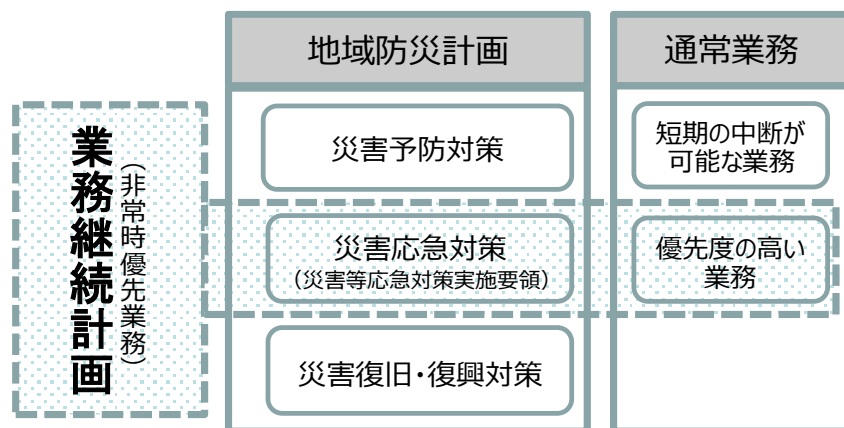 地域防災計画
通常業務
業務継続計画
（非常時優先業務）
災害予防対策
短期の中断が
可能な業務
災害応急対策
（災害等応急対策実施要領）
優先度の高い
業務
災害復旧・復興対策